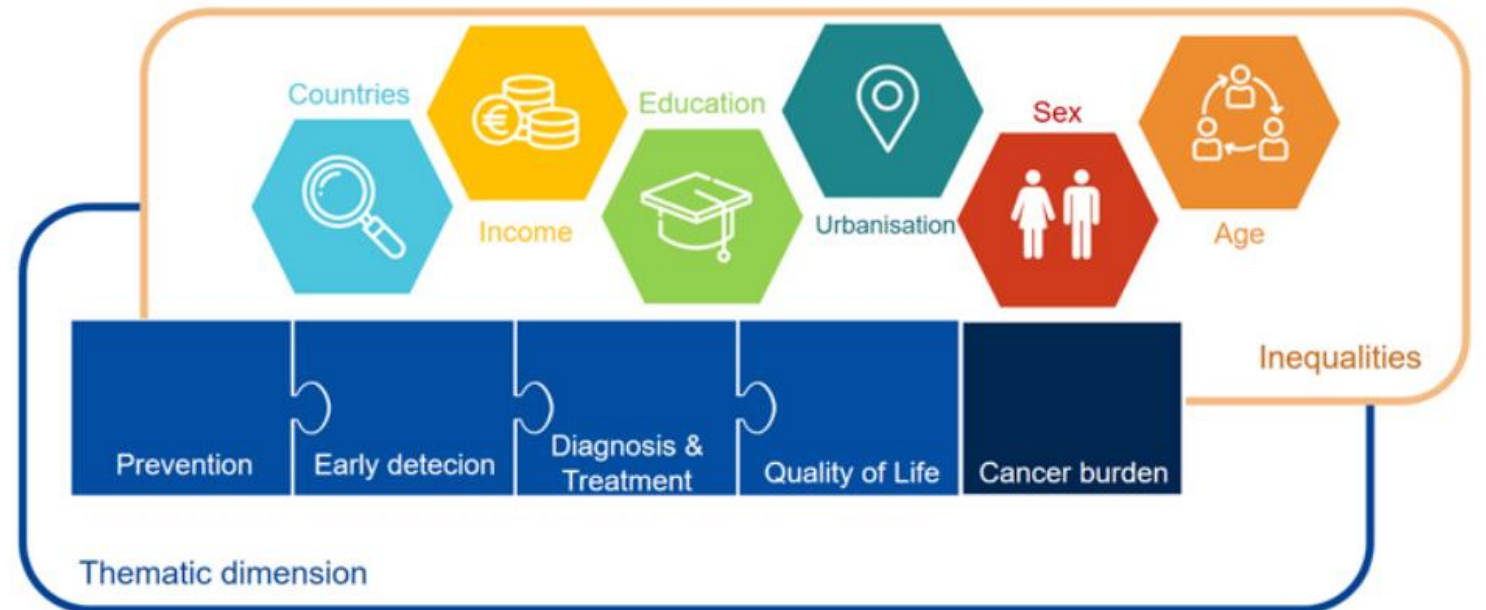 Countries
Income
Education
Urbanisation
Sex
Age
Inequalities
Prevention
Early detecion
Diagnosis &
Treatment
Quality of Life
Cancer burden
Thematic dimension